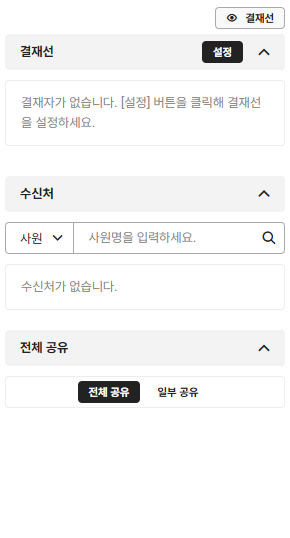 결재선
결재선 설정
결재자가 없습니다. [설정] 버튼을 클릭해 결재선
을 설정하세요.
수신처
사원 사원명을 입력하세요.
수신처가 없습니다.
전체 공유
전체 공유 일부 공유